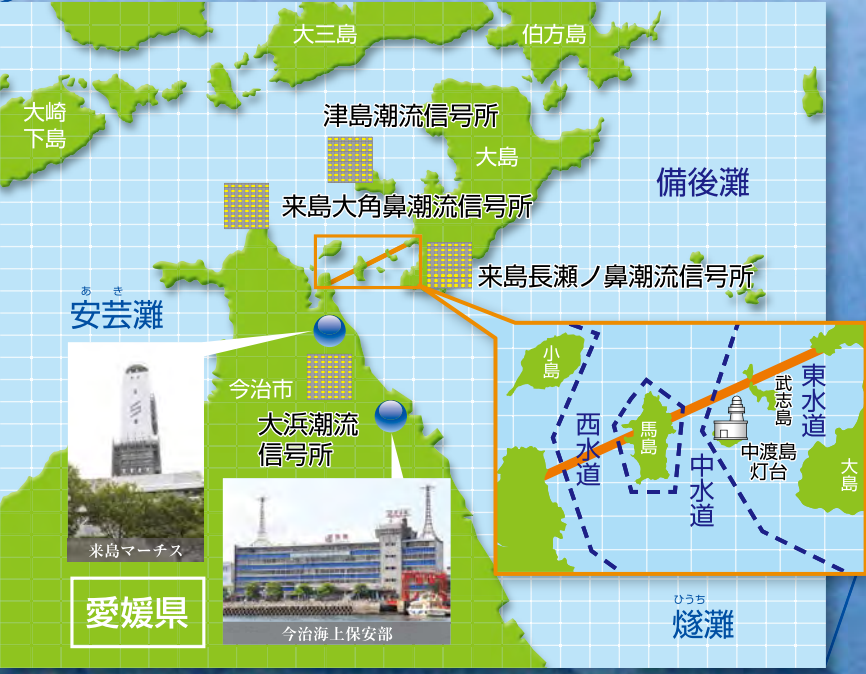 大三島
伯方島
大崎
下島
津島潮流信号所
大島
備後灘
来島大角鼻潮流信号所
来島長瀬ノ鼻潮流信号所
あき
安芸灘
今治市
大浜潮流
信号所
来島マーチス
今治海上保安部
愛媛県
小島
西水道
馬島
中水道
武志島
東水道
中渡島
灯台
大島
ひうち
燧灘